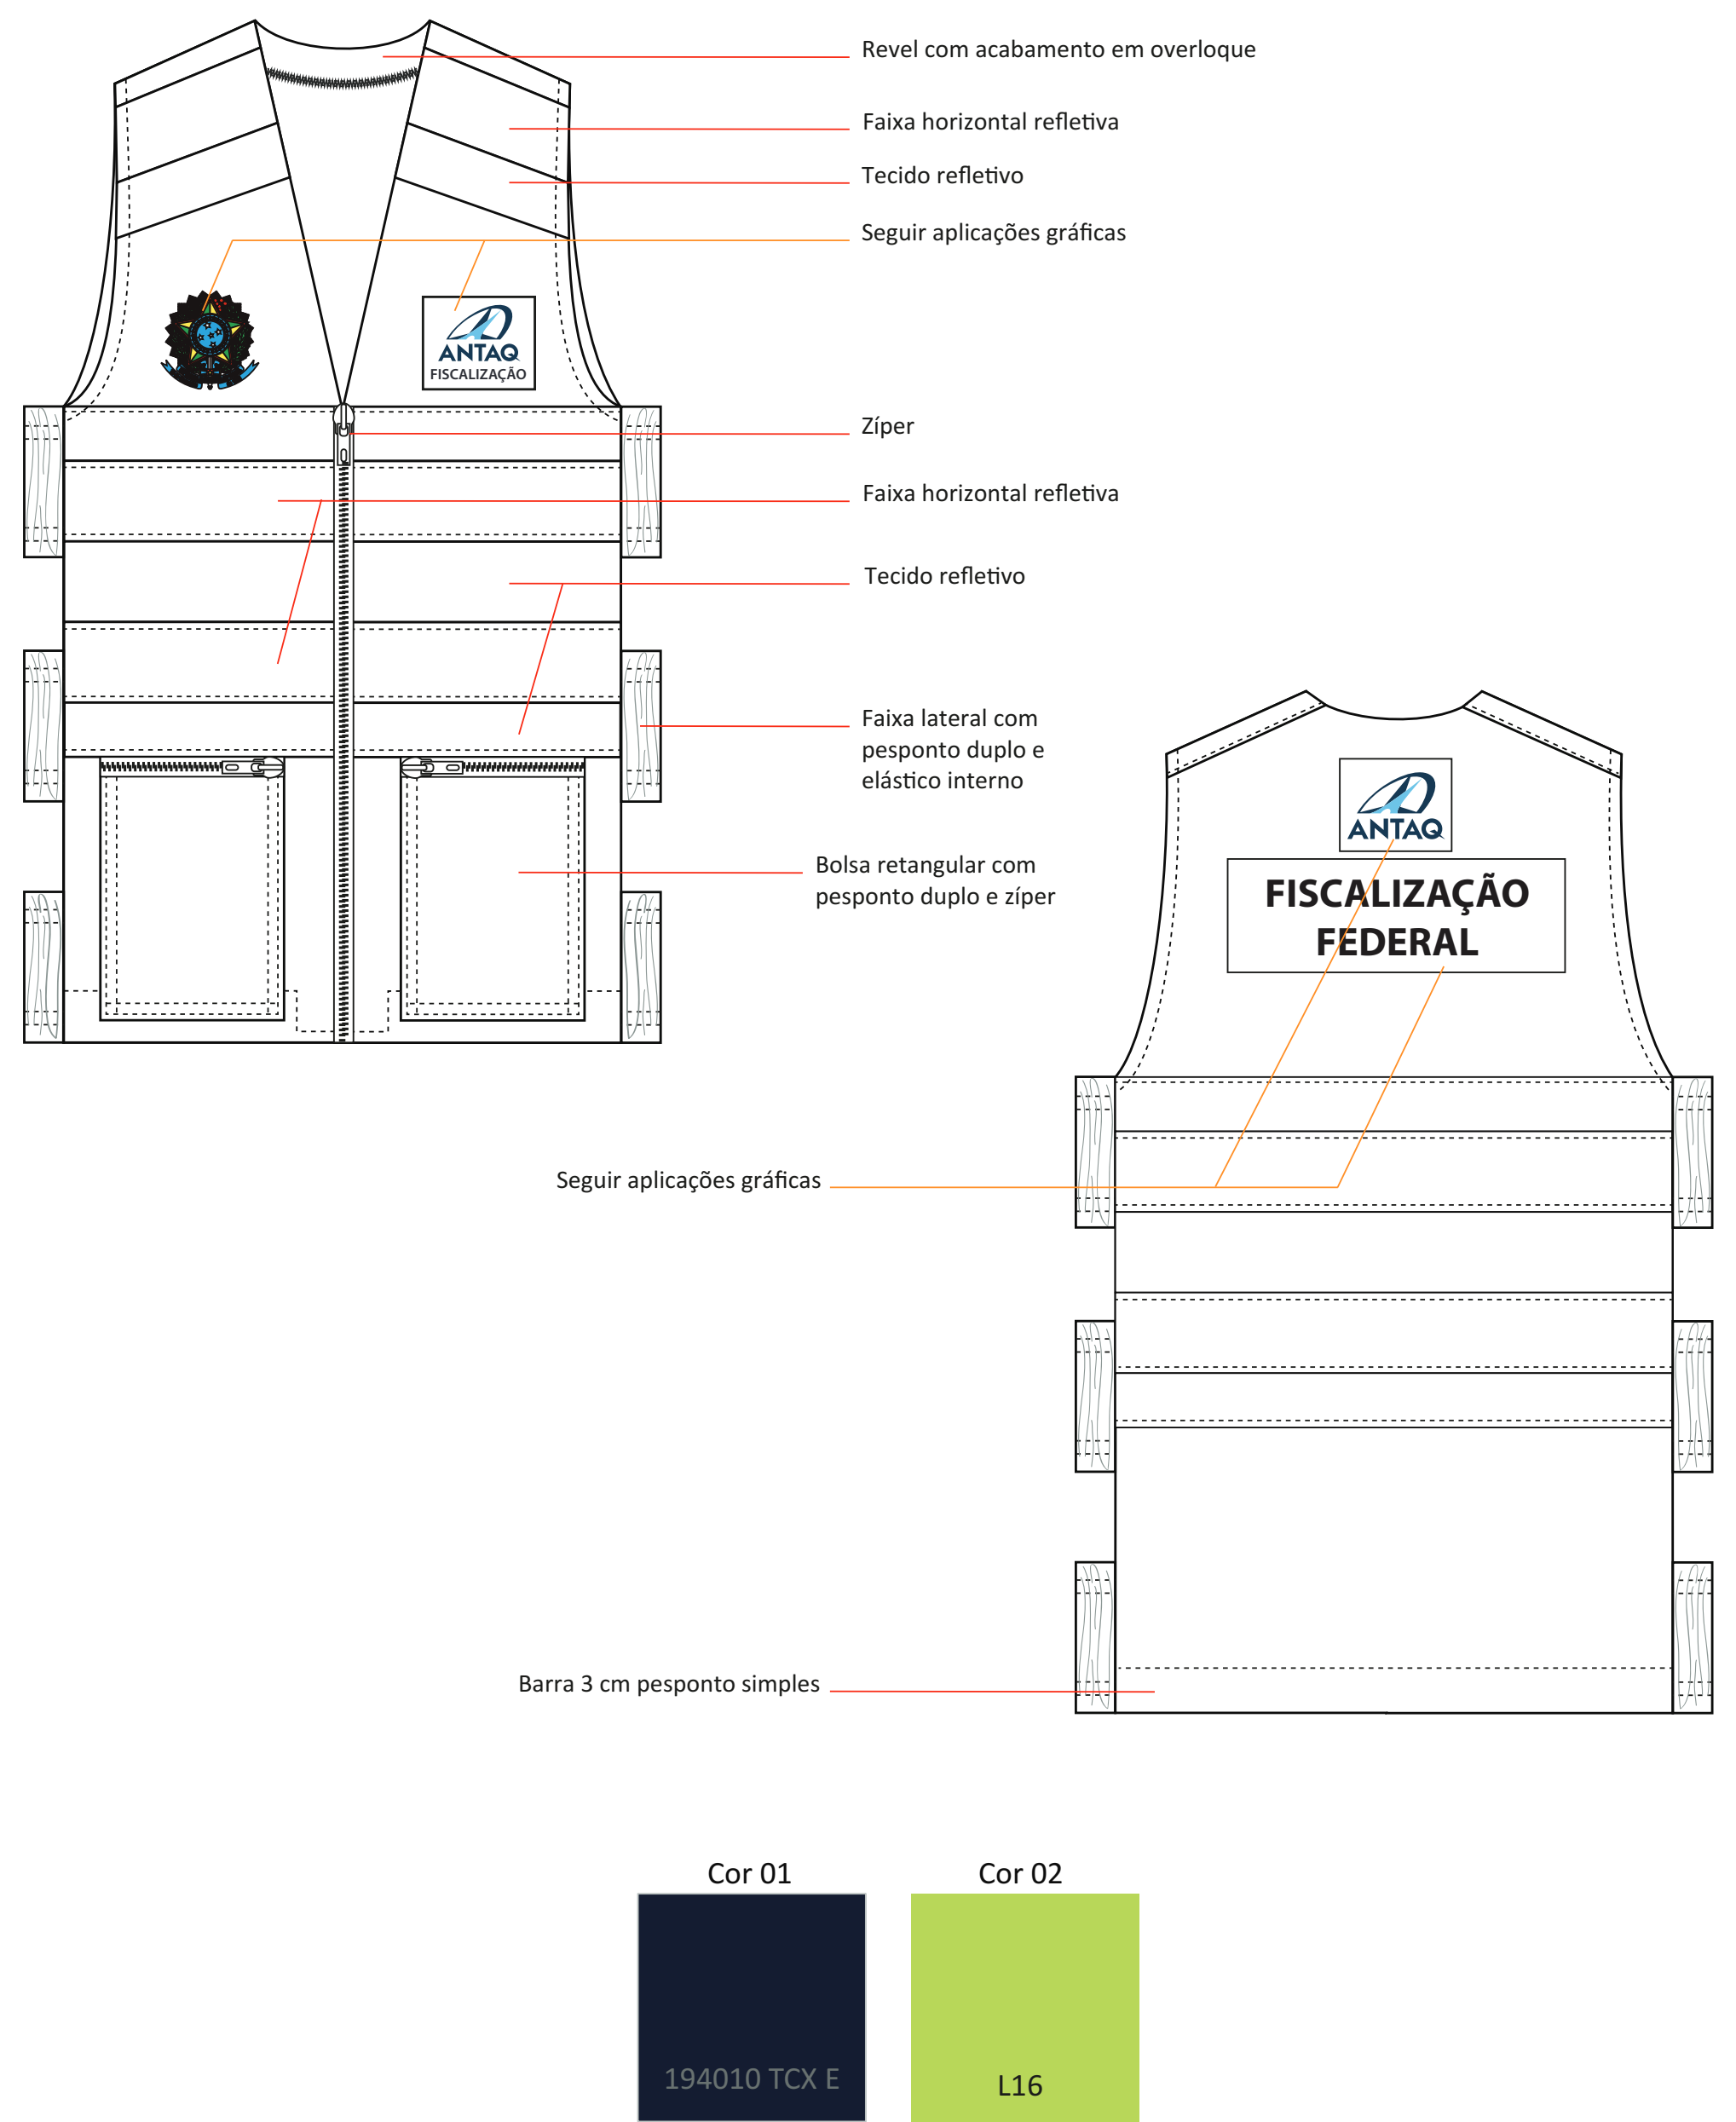 Revel com acabamento em overloque
Faixa horizontal refletiva
Tecido refletivo
Seguir aplicações gráficas
ANTAQ
FISCALIZAÇÃO
Zíper
Faixa horizontal refletiva
Tecido refletivo
Faixa lateral com
pesponto duplo e
elástico interno
Bolsa retangular com
pesponto duplo e zíper
ANTAQ
FISCALIZAÇÃO
FEDERAL
Seguir aplicações gráficas
Barra 3 cm pesponto simples
Cor 01
Cor 02
194010 TCX E
L16